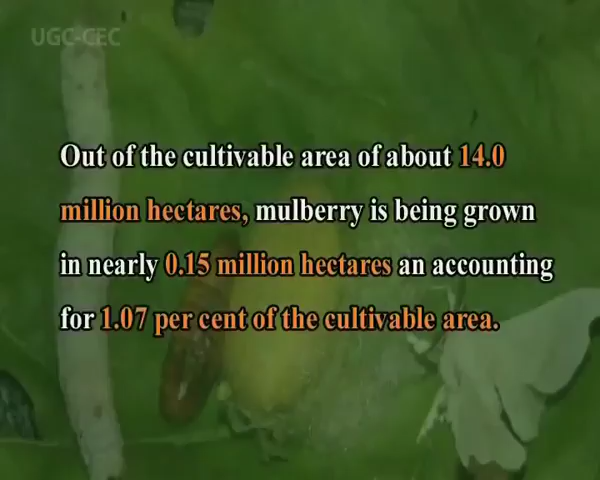 UGC-CEC
Out of the cultivable area of about 14.0
million hectares, mulberry is being grown
in nearly 0.15 million hectares an accounting
for 1.07 per cent of the cultivable area.